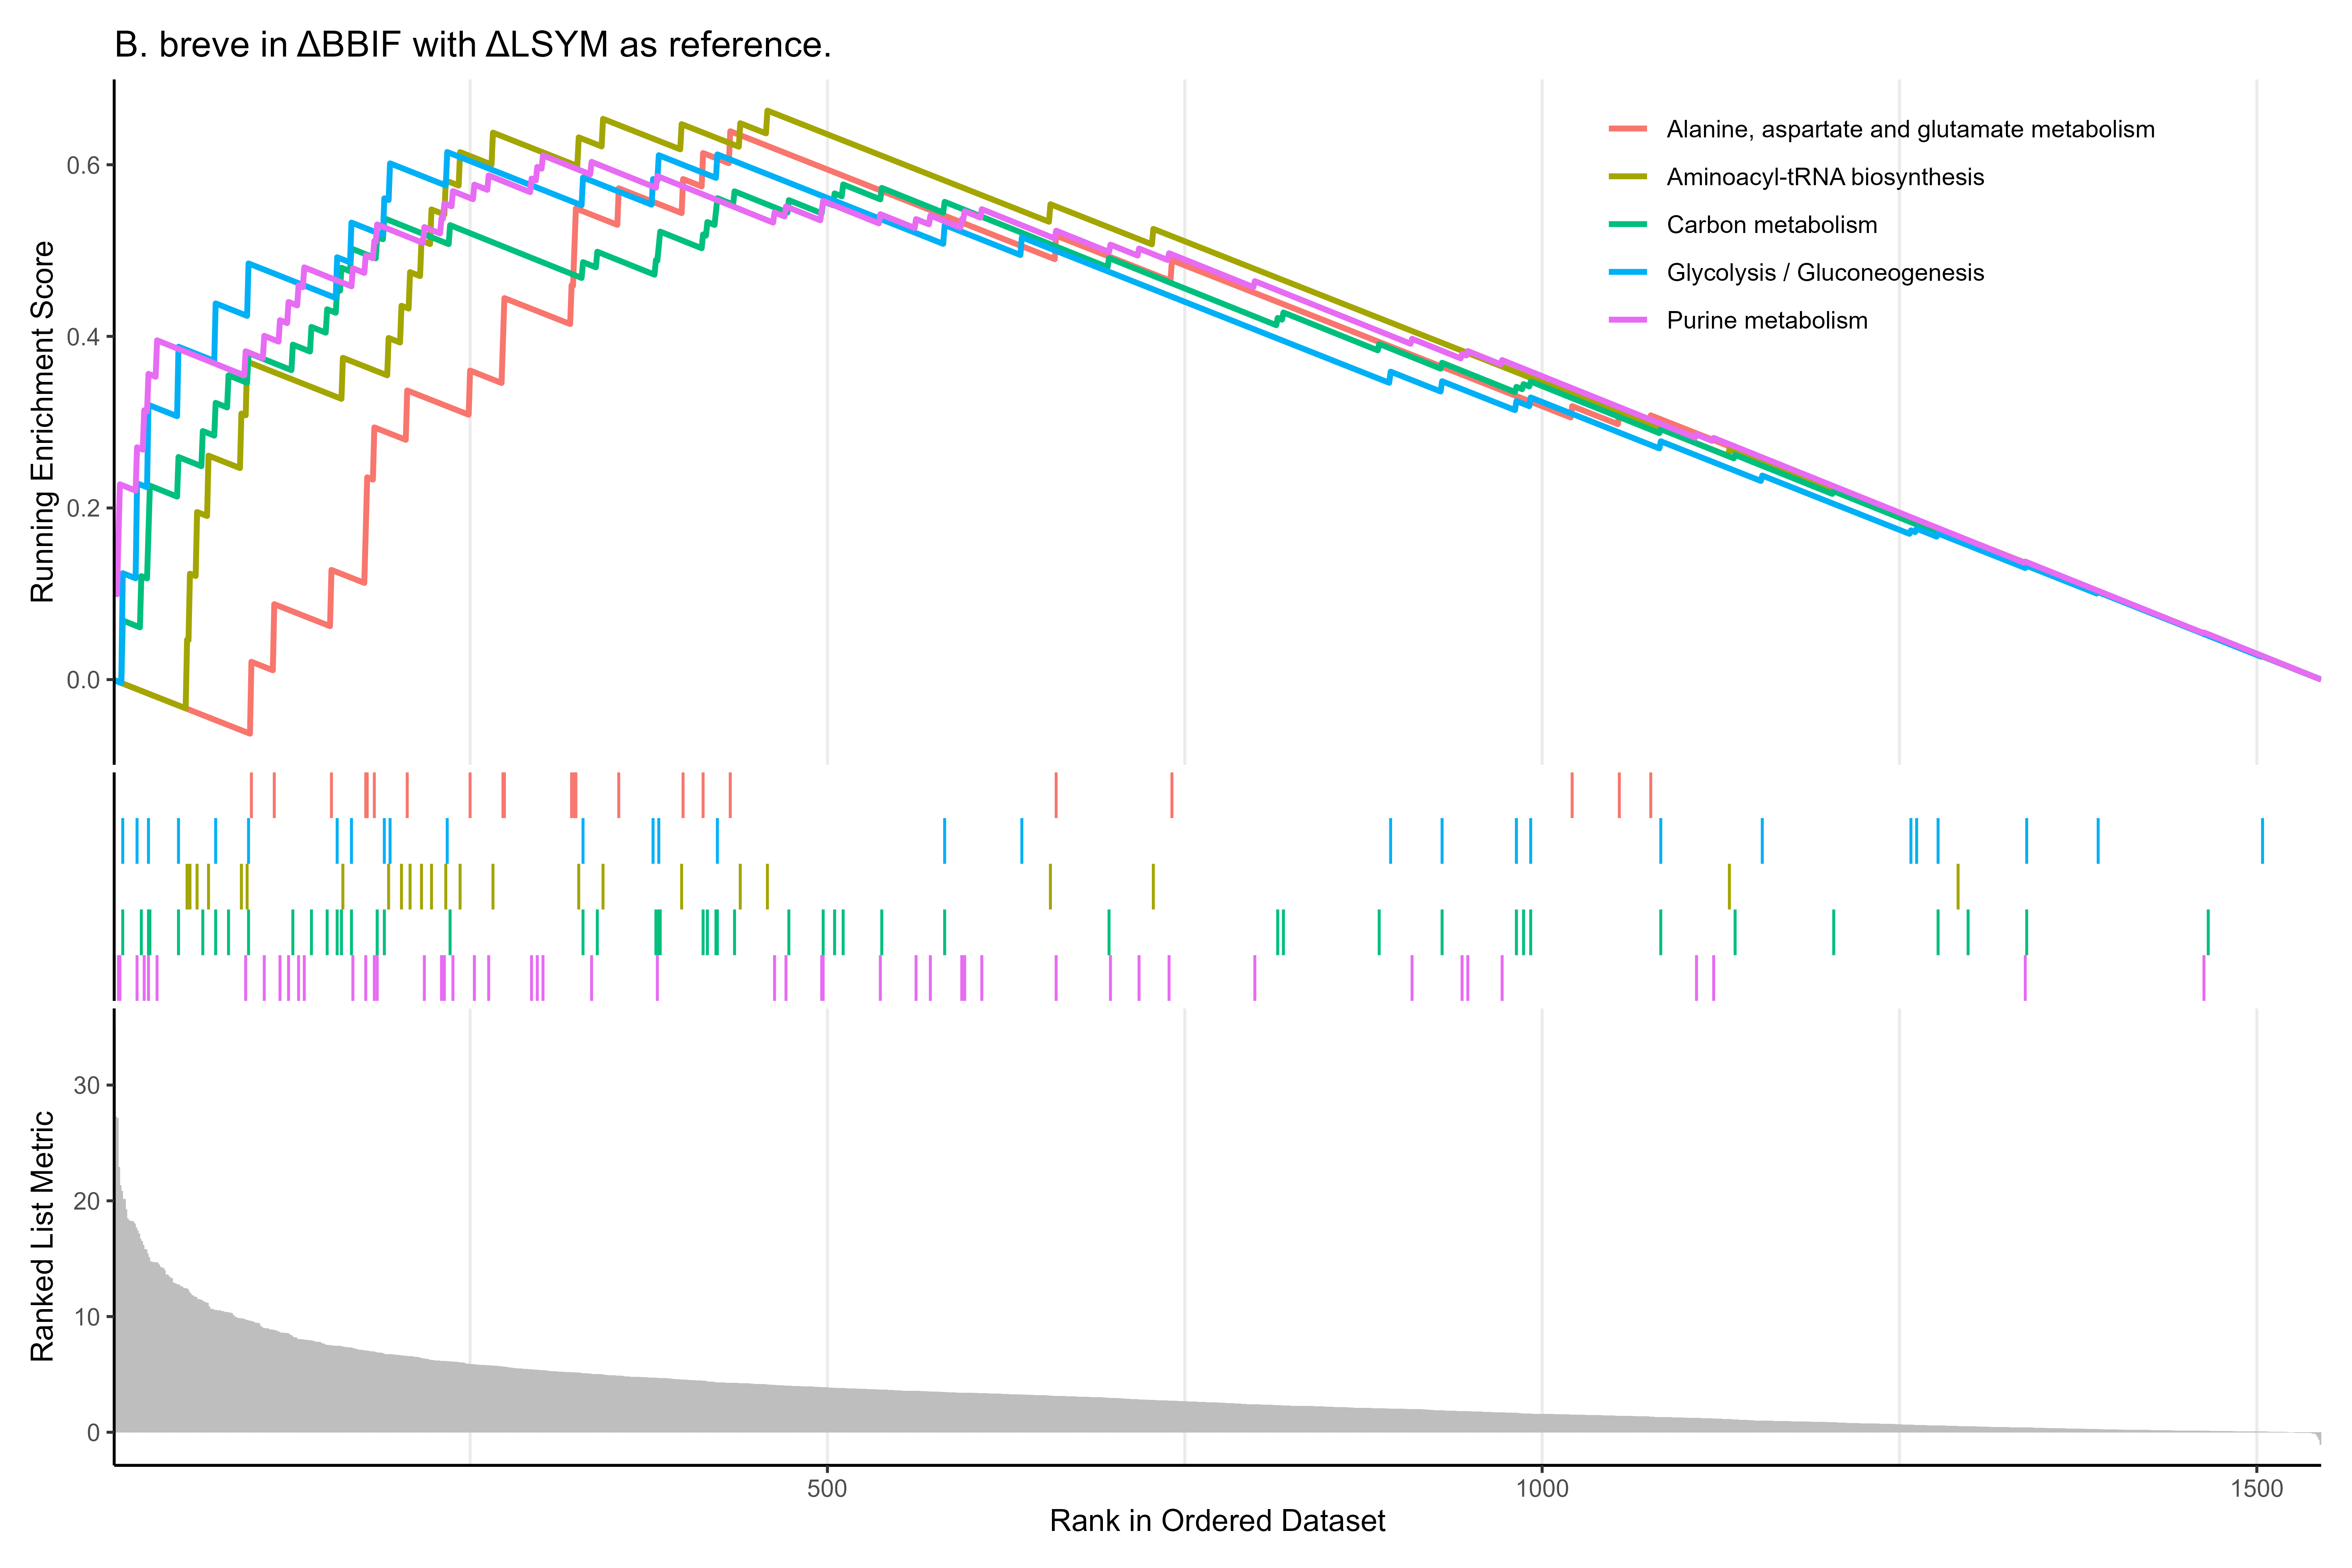 B. breve in ΔBBIF with ΔLSYM as reference.
Running Enrichment Score
0.6
0.4
0.2
0.0
Alanine, aspartate and glutamate metabolism
Aminoacyl-tRNA biosynthesis
Carbon metabolism
Glycolysis / Gluconeogenesis
Purine metabolism
Ranked List Metric
30
20
10
0
500
1000
1500
Rank in Ordered Dataset